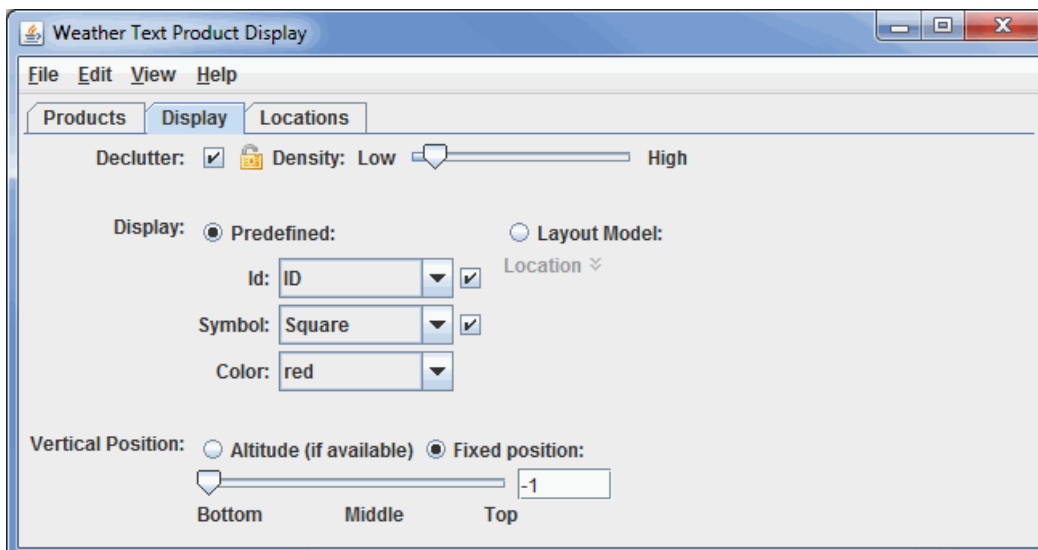 Weather Text Product Display
File Edit View Help
Products Display Locations
Declutter: Density: Low High
Display: Predefined: Layout Model:
Id: ID Location
Symbol: Square
Color: red
Vertical Position: Altitude (if available) Fixed position:
-1
Bottom Middle Top